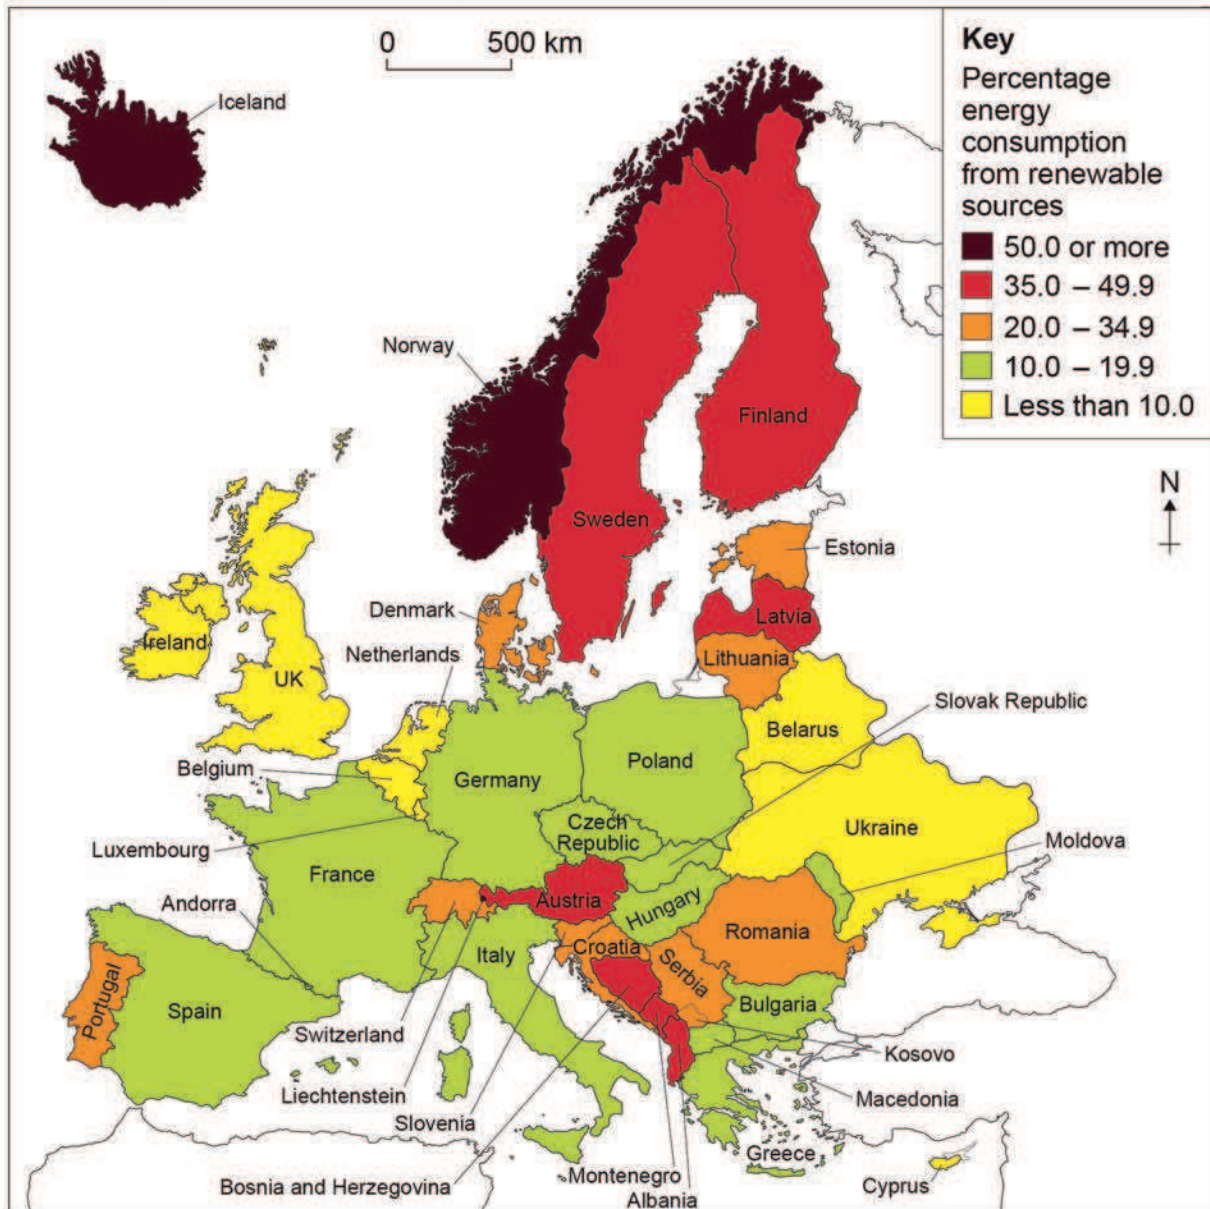 0 500 km
Key
Percentage
energy
consumption
from renewable
sources
50.0 or more
35.0 – 49.9
20.0 – 34.9
10.0 – 19.9
Less than 10.0
N
Iceland
Norway
Finland
Sweden
Estonia
Denmark
Latvia
Ireland
Netherlands
Lithuania
UK
Slovak Republic
Belarus
Belgium
Germany
Poland
Czech
Republic
Ukraine
Moldova
Luxembourg
France
Andorra
Austria
Hungary
Romania
Italy
Croatia
Serbia
Portugal
Spain
Bulgaria
Switzerland
Kosovo
Liechtenstein
Macedonia
Slovenia
Greece
Bosnia and Herzegovina
Montenegro
Albania
Cyprus